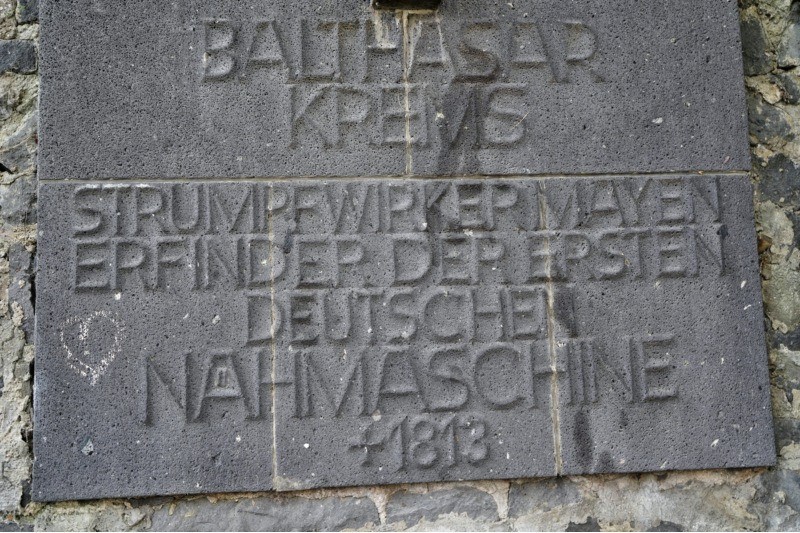 BALTHASAR
KREMS
STRUMPFWIRKER MAYEN
ERFINDER DER ERSTEN
DEUTSCHEN
NÄHMASCHINE
+1813